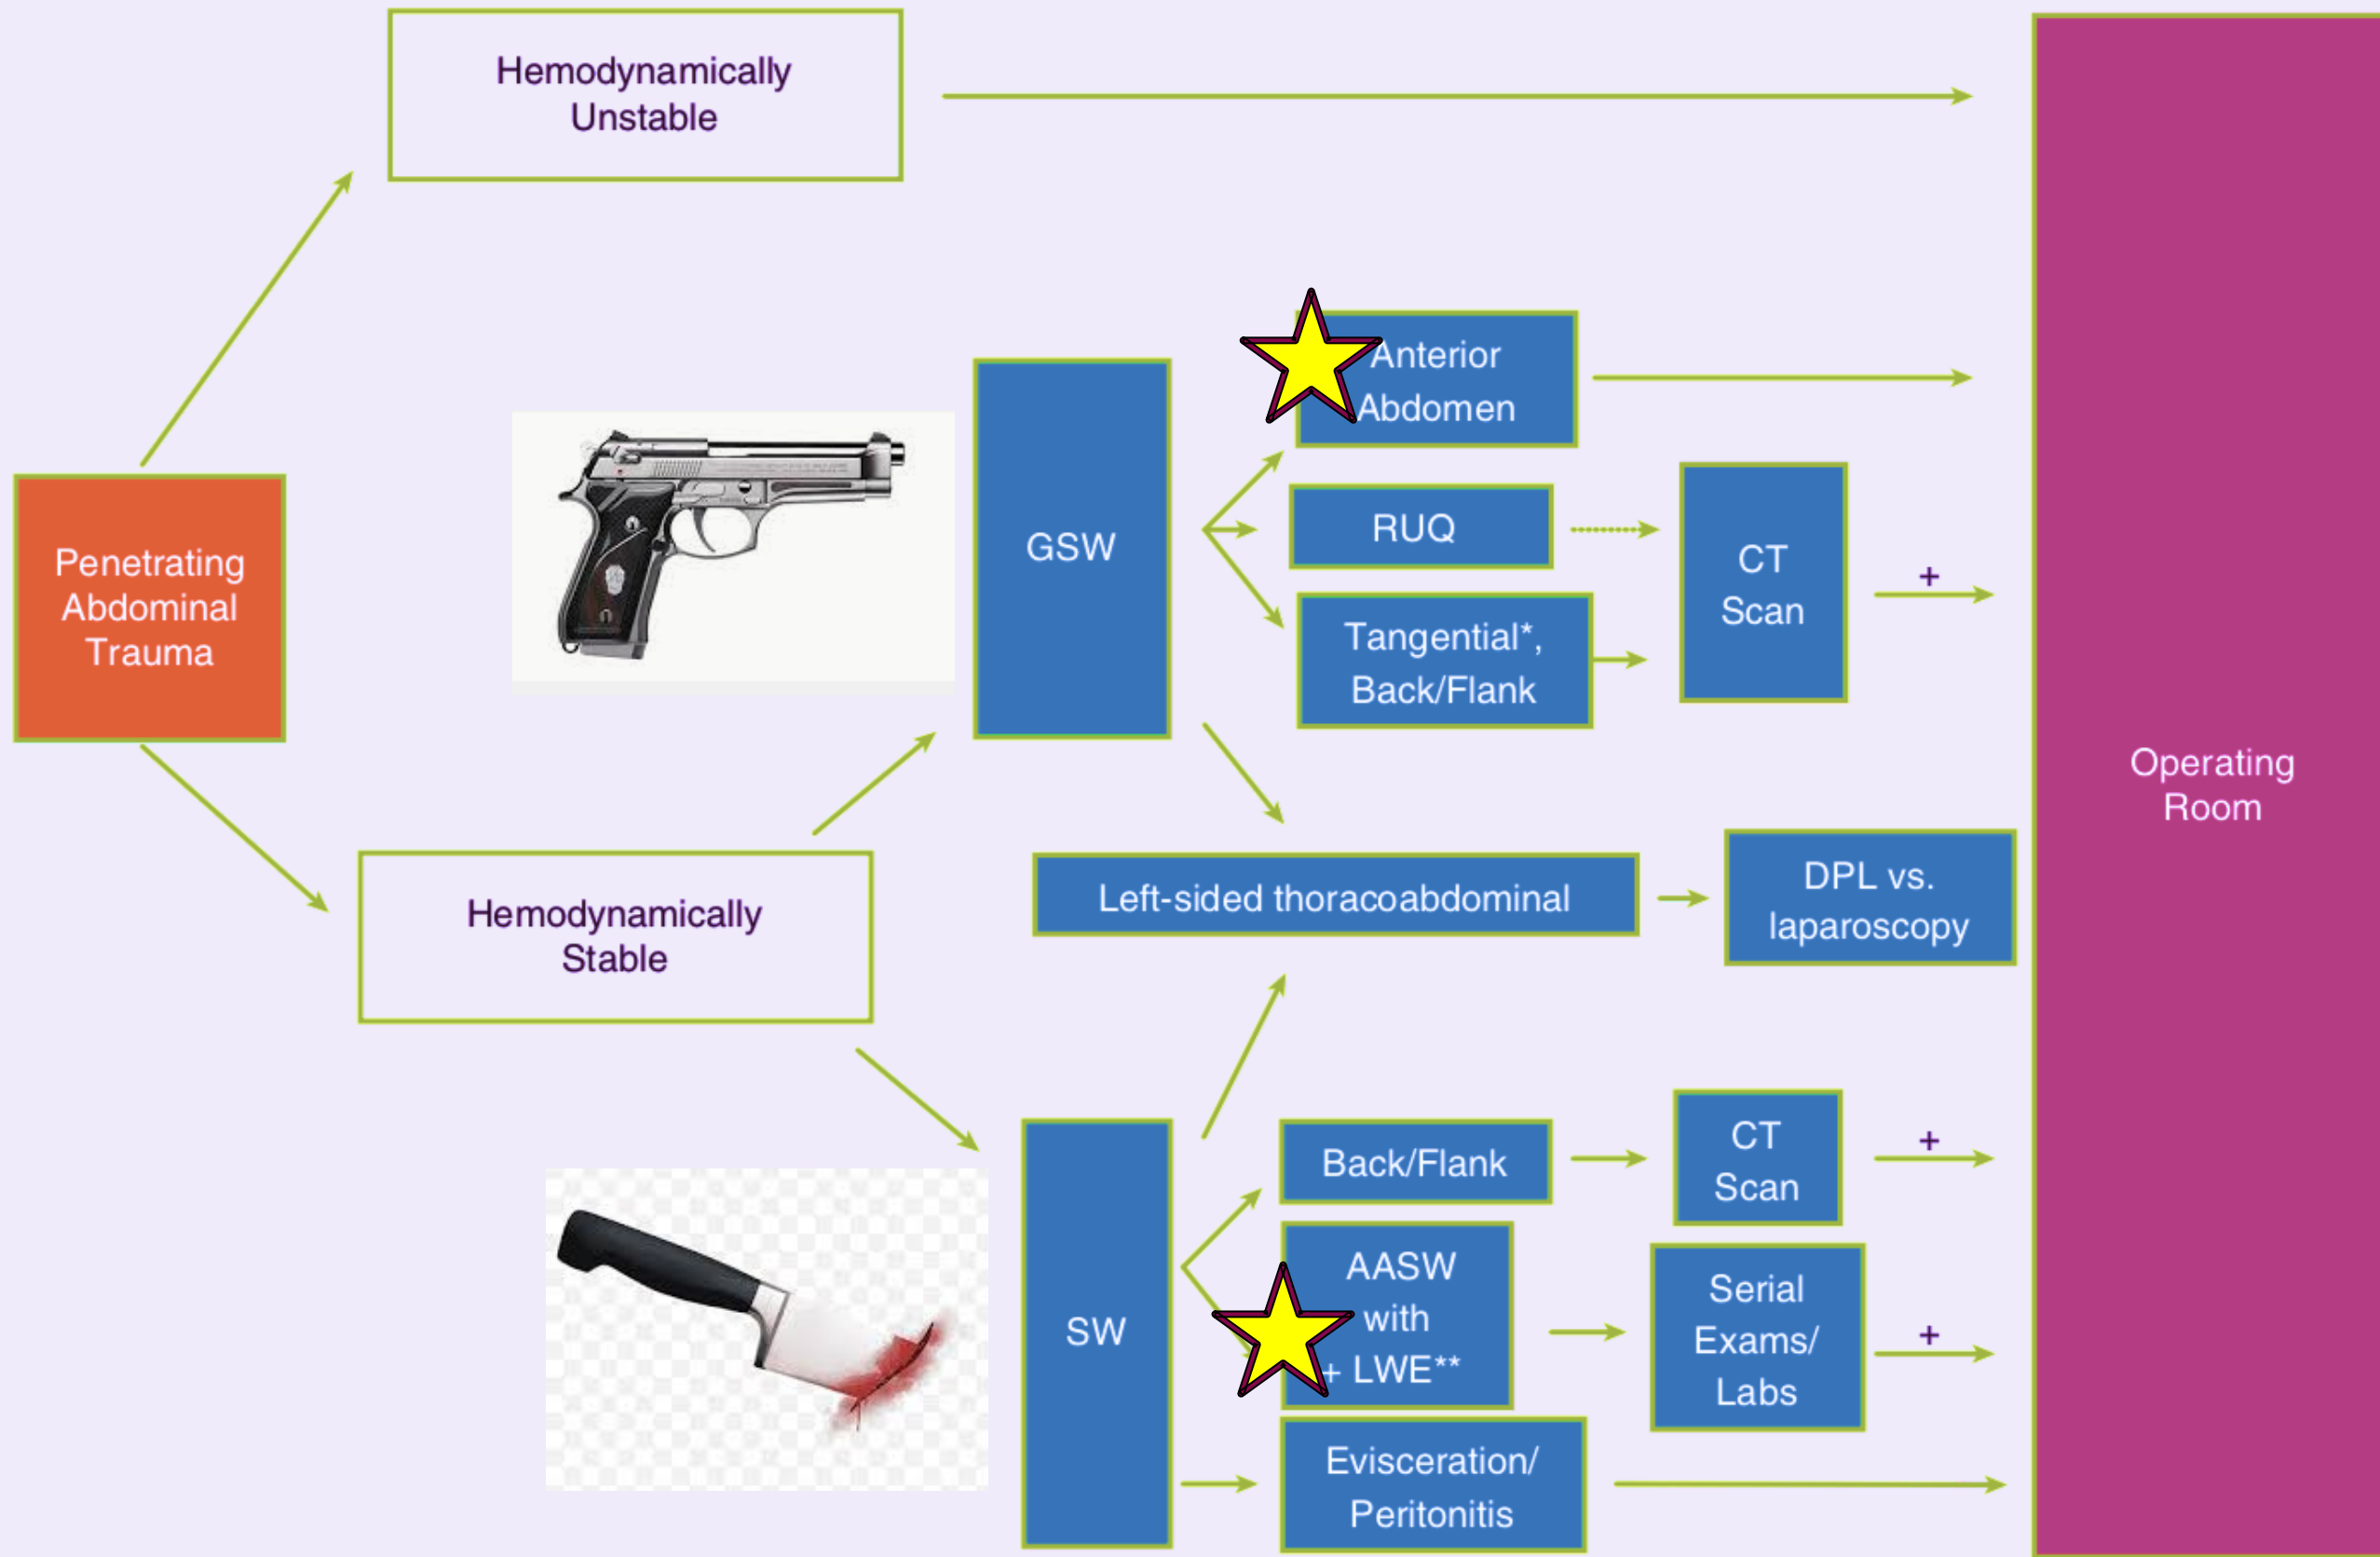 Hemodynamically
Unstable
Anterior
Abdomen
GSW
RUQ
CT
Scan
+
Penetrating
Abdominal
Trauma
Tangential*,
Back/Flank
Operating
Room
Hemodynamically
Stable
Left-sided thoracoabdominal
DPL vs.
laparoscopy
SW
Back/Flank
CT
Scan
+
AASW
with
+ LWE**
Serial
Exams/
Labs
+
Evisceration/
Peritonitis